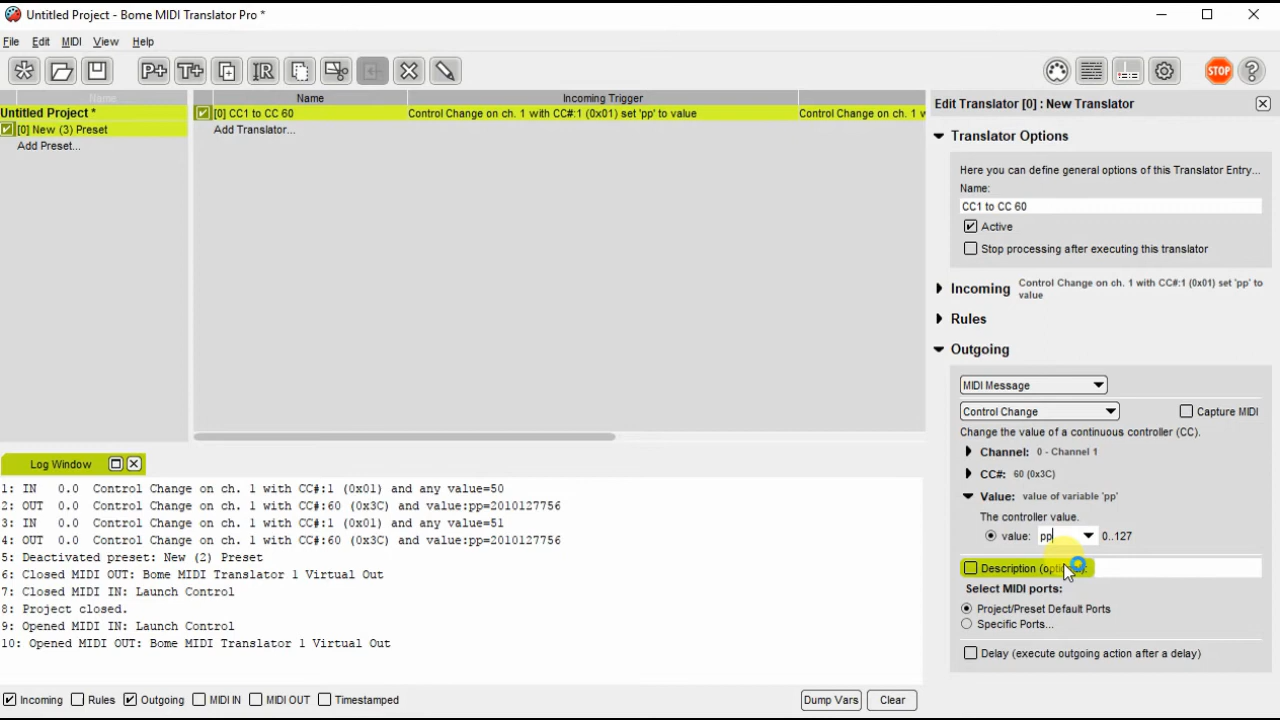 Untitled Project - Bome MIDI Translator Pro *
File Edit MIDI View Help
P+ T+ IR STOP ?
Name... Name Incoming Trigger
Untitled Project *
[0] New (3) Preset
Add Preset...
[0] CC1 to CC 60 Control Change on ch. 1 with CC#:1 (0x01) set 'pp' to value Control Change on ch. 1 w
Add Translator...
Edit Translator [0] : New Translator
Translator Options
Here you can define general options of this Translator Entry...
Name:
CC1 to CC 60
Active
Stop processing after executing this translator
Incoming Control Change on ch. 1 with CC#:1 (0x01) set 'pp' to
value
Rules
Outgoing
MIDI Message
Control Change Capture MIDI
Change the value of a continuous controller (CC).
Channel: 0 - Channel 1
CC#: 60 (0x3C)
Value: value of variable 'pp'
The controller value.
value: pp 0..127
Description
Select MIDI ports:
Project/Preset Default Ports
Specific Ports...
Delay (execute outgoing action after a delay)
Log Window
1: IN 0.0 Control Change on ch. 1 with CC#:1 (0x01) and any value=50
2: OUT 0.0 Control Change on ch. 1 with CC#:60 (0x3C) and value:pp=2010127756
3: IN 0.0 Control Change on ch. 1 with CC#:1 (0x01) and any value=51
4: OUT 0.0 Control Change on ch. 1 with CC#:60 (0x3C) and value:pp=2010127756
5: Deactivated preset: New (2) Preset
6: Closed MIDI OUT: Bome MIDI Translator 1 Virtual Out
7: Closed MIDI IN: Launch Control
8: Project closed.
9: Opened MIDI IN: Launch Control
10: Opened MIDI OUT: Bome MIDI Translator 1 Virtual Out
Incoming Rules Outgoing MIDI IN MIDI OUT Timestamped Dump Vars Clear